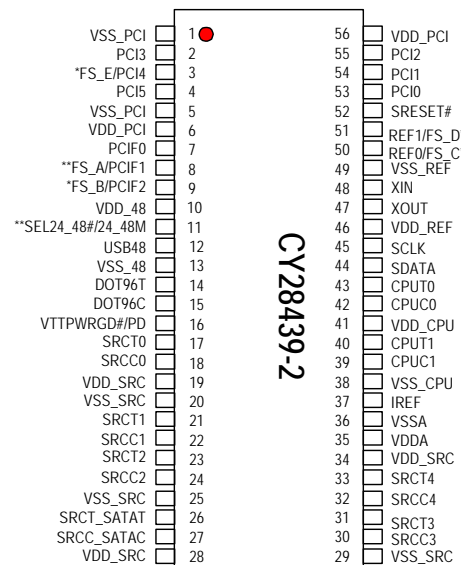 VSS_PCI 1 56 VDD_PCI
PCI3 2 55 PCI2
*FS_E/PCI4 3 54 PCI1
PCI5 4 53 PCI0
VSS_PCI 5 52 SRESET#
VDD_PCI 6 51 REF1/FS_D
PCIF0 7 50 REF0/FS_C
**FS_A/PCIF1 8 49 VSS_REF
*FS_B/PCIF2 9 48 XIN
VDD_48 10 47 XOUT
**SEL24_48#/24_48M 11 46 VDD_REF
USB48 12 45 SCLK
VSS_48 13 44 SDATA
DOT96T 14 43 CPUT0
DOT96C 15 42 CPUC0
VTTPWRGD#/PD 16 41 VDD_CPU
SRCT0 17 40 CPUT1
SRCC0 18 39 CPUC1
VDD_SRC 19 38 VSS_CPU
VSS_SRC 20 37 IREF
SRCT1 21 36 VSSA
SRCC1 22 35 VDDA
SRCT2 23 34 VDD_SRC
SRCC2 24 33 SRCT4
VSS_SRC 25 32 SRCC4
SRCT_SATAT 26 31 SRCT3
SRCC_SATAC 27 30 SRCC3
VDD_SRC 28 29 VSS_SRC
CY28439-2